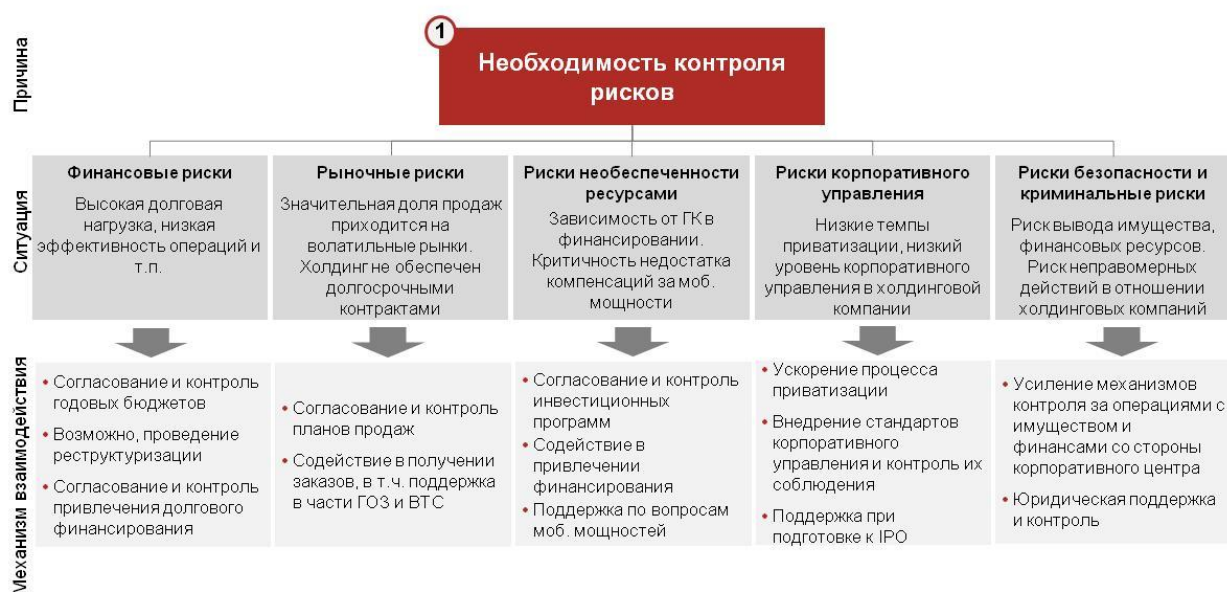 Причина
1
Необходимость контроля
рисков
Ситуация
Финансовые риски
Высокая долговая
нагрузка, низкая
эффективность операций и
т.п.
Рыночные риски
Значительная доля продаж
приходится на
волатильные рынки.
Холдинг не обеспечен
долгосрочными
контрактами
Риски необеспеченности
ресурсами
Зависимость от ГК в
финансировании.
Критичность недостатка
компенсаций за моб.
мощности
Риски корпоративного
управления
Низкие темпы
приватизации, низкий
уровень корпоративного
управления в холдинговой
компании
Риски безопасности и
криминальные риски
Риск вывода имущества,
финансовых ресурсов.
Риск неправомерных
действий в отношении
холдинговых компаний
Механизм взаимодействия
• Согласование и контроль
годовых бюджетов
• Возможно, проведение
реструктуризации
• Согласование и контроль
привлечения долгового
финансирования
• Согласование и контроль
планов продаж
• Содействие в получении
заказов, в т.ч. поддержка
в части ГОЗ и ВТС
• Согласование и контроль
инвестиционных
программ
• Содействие в
привлечении
финансирования
• Поддержка по вопросам
моб. мощностей
• Ускорение процесса
приватизации
• Внедрение стандартов
корпоративного
управления и контроль их
соблюдения
• Поддержка при
подготовке к IPO
• Усиление механизмов
контроля за операциями с
имуществом и
финансами со стороны
корпоративного центра
• Юридическая поддержка
и контроль